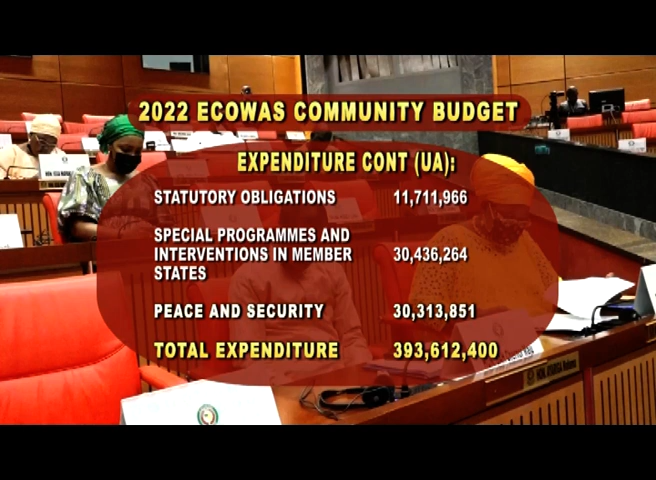 2022 ECOWAS COMMUNITY BUDGET
EXPENDITURE CONT (UA):
STATUTORY OBLIGATIONS 11,711,966
SPECIAL PROGRAMMES AND
INTERVENTIONS IN MEMBER 30,436,264
STATES
PEACE AND SECURITY 30,313,851
TOTAL EXPENDITURE 393,612,400